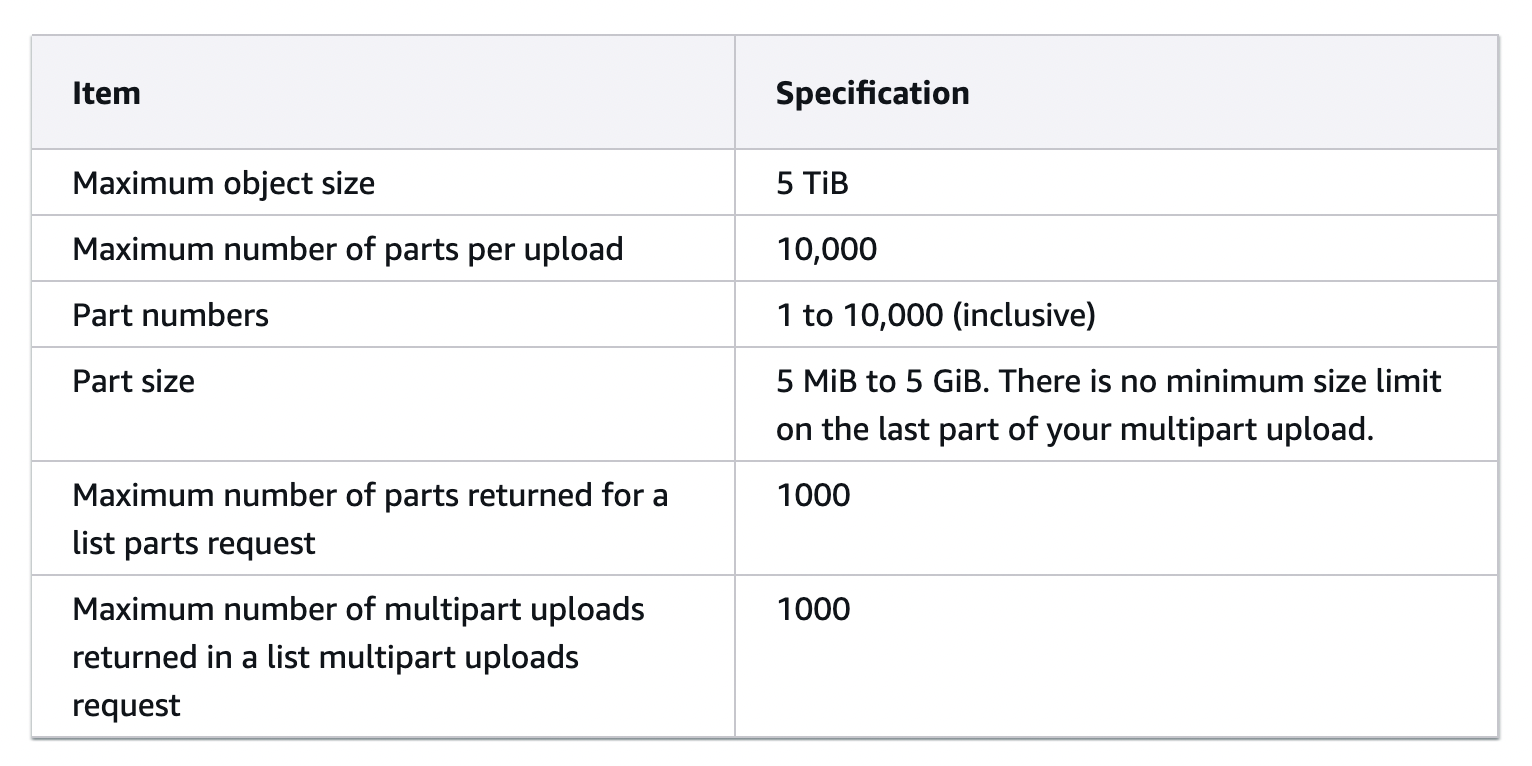 Item
Specification
Maximum object size
5 TiB
Maximum number of parts per upload
10,000
Part numbers
1 to 10,000 (inclusive)
Part size
5 MiB to 5 GiB. There is no minimum size limit
on the last part of your multipart upload.
Maximum number of parts returned for a
list parts request
1000
Maximum number of multipart uploads
returned in a list multipart uploads
request
1000